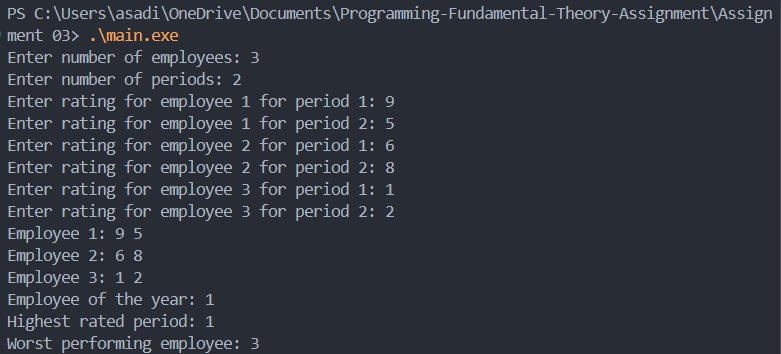 PS C:\Users\asadi\OneDrive\Documents\Programming-Fundamental-Theory-Assignment\Assign
ment 03> .\main.exe
Enter number of employees: 3
Enter number of periods: 2
Enter rating for employee 1 for period 1: 9
Enter rating for employee 1 for period 2: 5
Enter rating for employee 2 for period 1: 6
Enter rating for employee 2 for period 2: 8
Enter rating for employee 3 for period 1: 1
Enter rating for employee 3 for period 2: 2
Employee 1: 9 5
Employee 2: 6 8
Employee 3: 1 2
Employee of the year: 1
Highest rated period: 1
Worst performing employee: 3